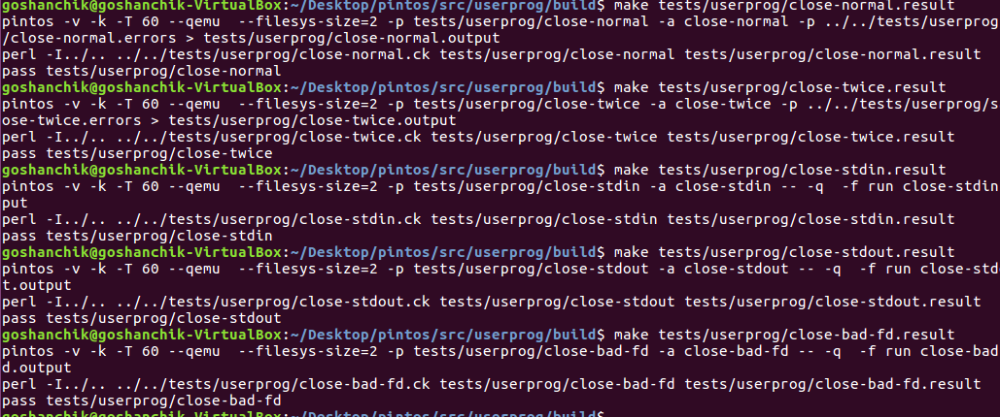 goshanchik@goshanchik-VirtualBox:~/Desktop/pintos/src/userprog/build$ make tests/userprog/close-normal.result
pintos -v -k -T 60 --qemu  --filesys-size=2 -p tests/userprog/close-normal -a close-normal -p ../../tests/userprog
/close-normal.errors > tests/userprog/close-normal.output
perl -I../.. ../../tests/userprog/close-normal.ck tests/userprog/close-normal tests/userprog/close-normal.result
pass tests/userprog/close-normal
goshanchik@goshanchik-VirtualBox:~/Desktop/pintos/src/userprog/build$ make tests/userprog/close-twice.result
pintos -v -k -T 60 --qemu  --filesys-size=2 -p tests/userprog/close-twice -a close-twice -p ../../tests/userprog/s
ose-twice.errors > tests/userprog/close-twice.output
perl -I../.. ../../tests/userprog/close-twice.ck tests/userprog/close-twice tests/userprog/close-twice.result
pass tests/userprog/close-twice
goshanchik@goshanchik-VirtualBox:~/Desktop/pintos/src/userprog/build$ make tests/userprog/close-stdin.result
pintos -v -k -T 60 --qemu  --filesys-size=2 -p tests/userprog/close-stdin -a close-stdin -- -q  -f run close-stdin
put
perl -I../.. ../../tests/userprog/close-stdin.ck tests/userprog/close-stdin tests/userprog/close-stdin.result
pass tests/userprog/close-stdin
goshanchik@goshanchik-VirtualBox:~/Desktop/pintos/src/userprog/build$ make tests/userprog/close-stdout.result
pintos -v -k -T 60 --qemu  --filesys-size=2 -p tests/userprog/close-stdout -a close-stdout -- -q  -f run close-std
t.output
perl -I../.. ../../tests/userprog/close-stdout.ck tests/userprog/close-stdout tests/userprog/close-stdout.result
pass tests/userprog/close-stdout
goshanchik@goshanchik-VirtualBox:~/Desktop/pintos/src/userprog/build$ make tests/userprog/close-bad-fd.result
pintos -v -k -T 60 --qemu  --filesys-size=2 -p tests/userprog/close-bad-fd -a close-bad-fd -- -q  -f run close-bad
d.output
perl -I../.. ../../tests/userprog/close-bad-fd.ck tests/userprog/close-bad-fd tests/userprog/close-bad-fd.result
pass tests/userprog/close-bad-fd
goshanchik@goshanchik-VirtualBox:~/Desktop/pintos/src/userprog/build$